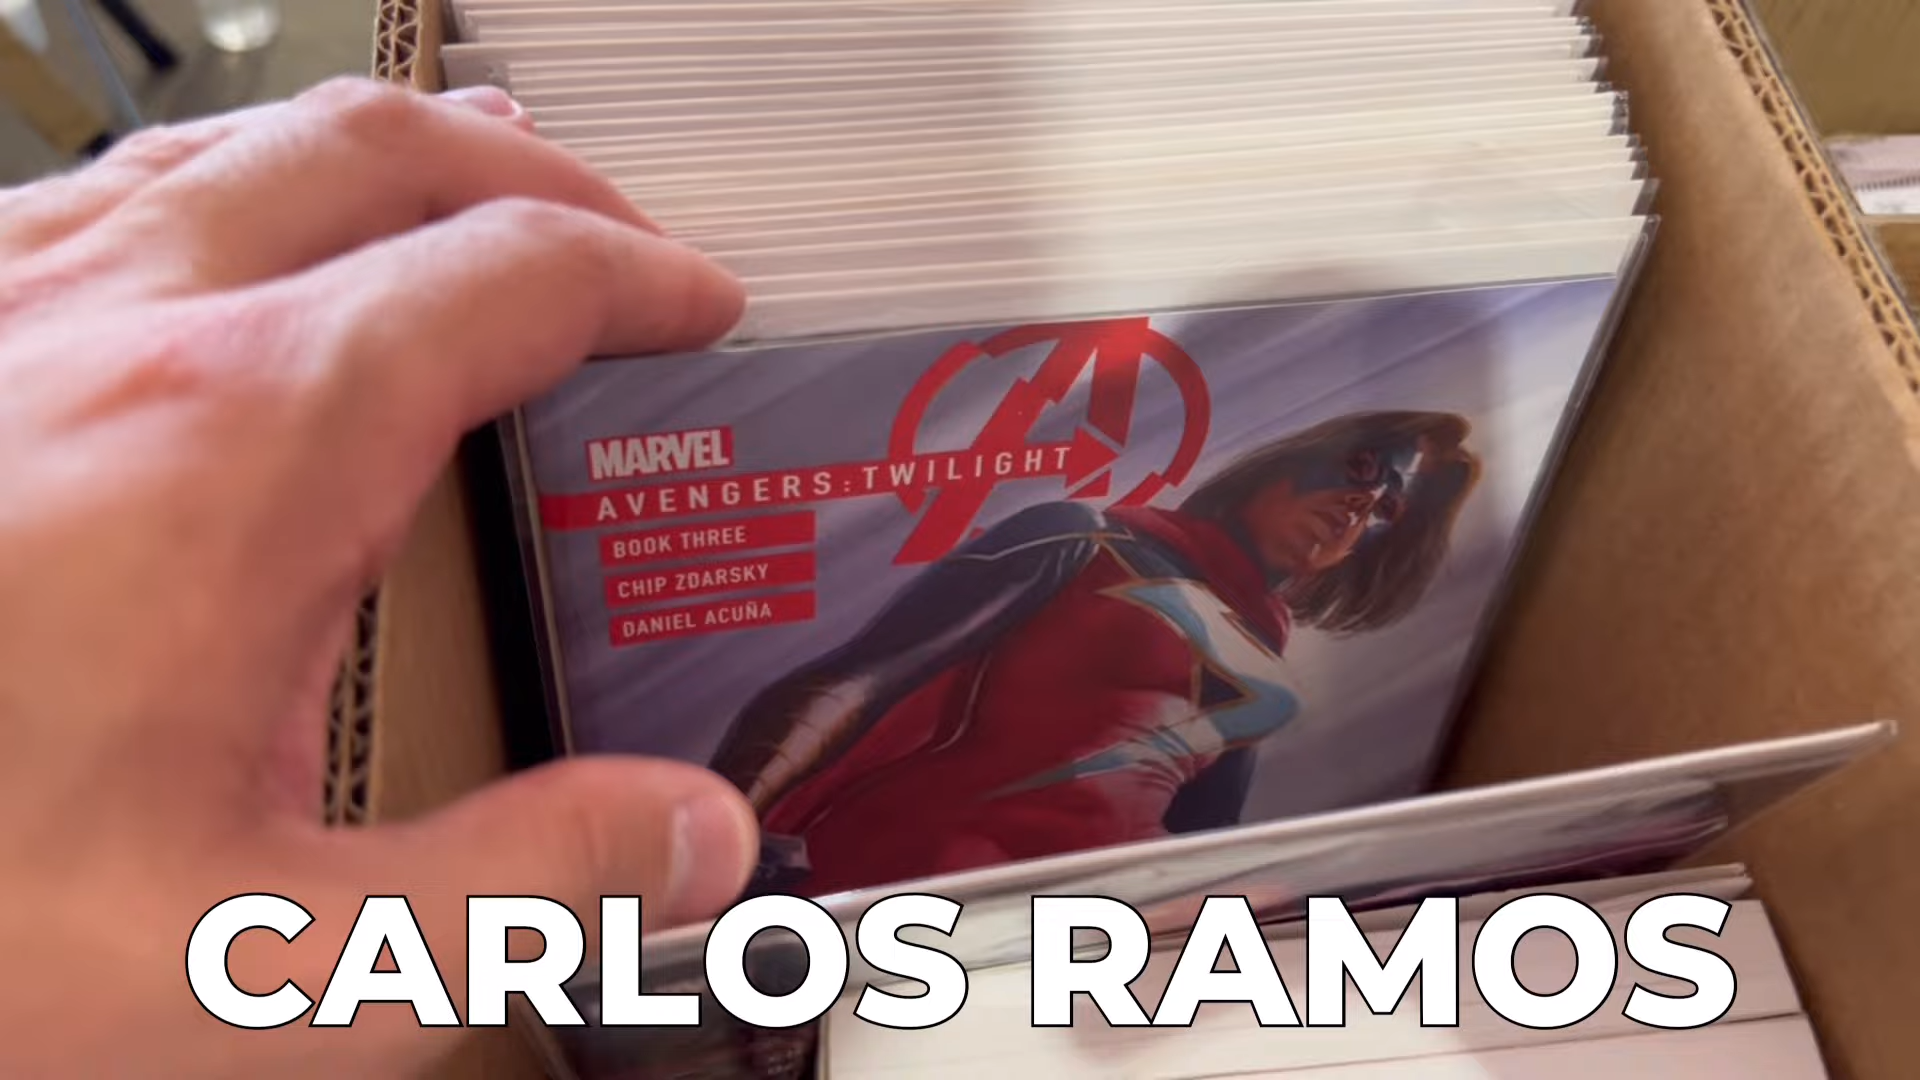 MARVEL
AVENGERS: TWILIGHT
BOOK THREE
CHIP ZDARSKY
DANIEL ACUÑA
CARLOS RAMOS